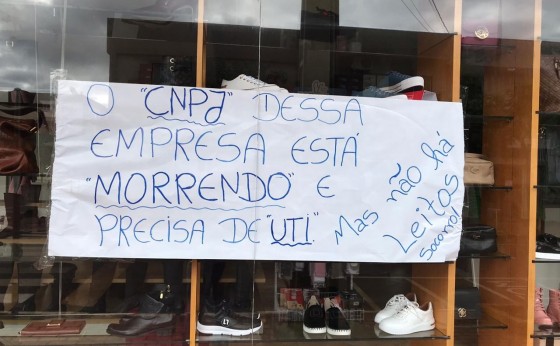 O "CNPJ" DESSA
EMPRESA ESTÁ
"MORRENDO" E
PRECISA DE "UTI."
Mas não há
Leitos
socorro!